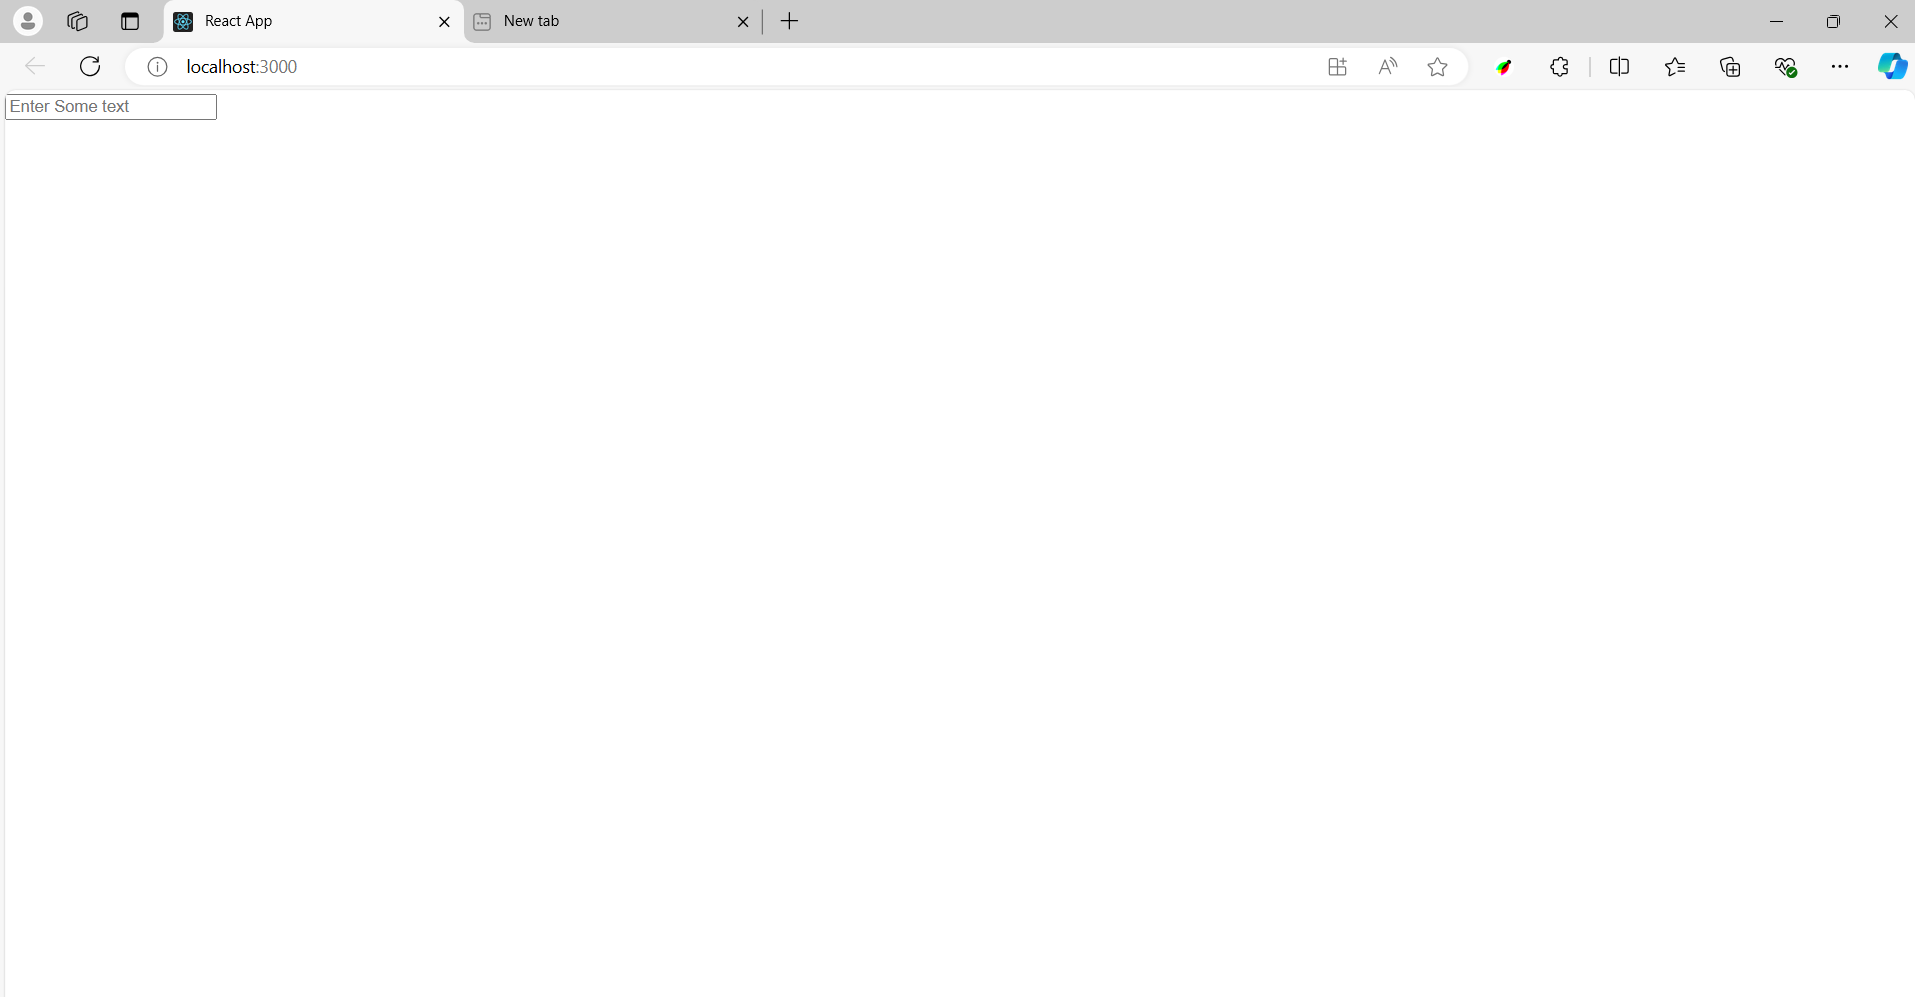 React App
New tab
localhost:3000
Enter Some text